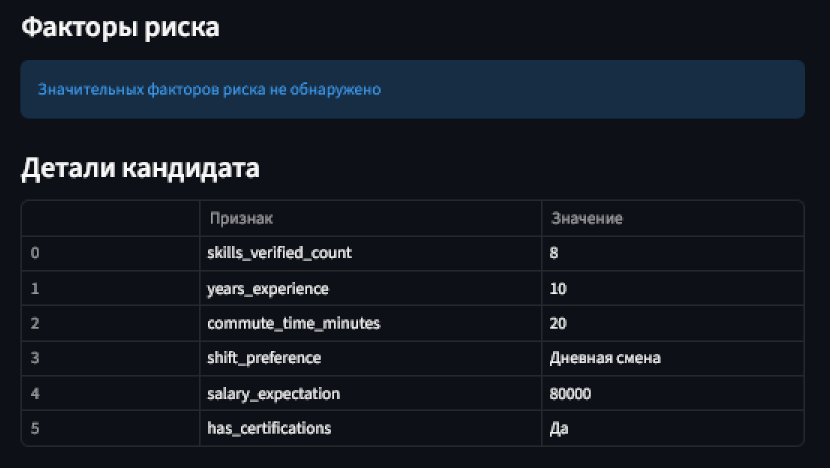 Факторы риска
Значительных факторов риска не обнаружено
Детали кандидата
Признак Значение
0 skills_verified_count 8
1 years_experience 10
2 commute_time_minutes 20
3 shift_preference Дневная смена
4 salary_expectation 80000
5 has_certifications Да